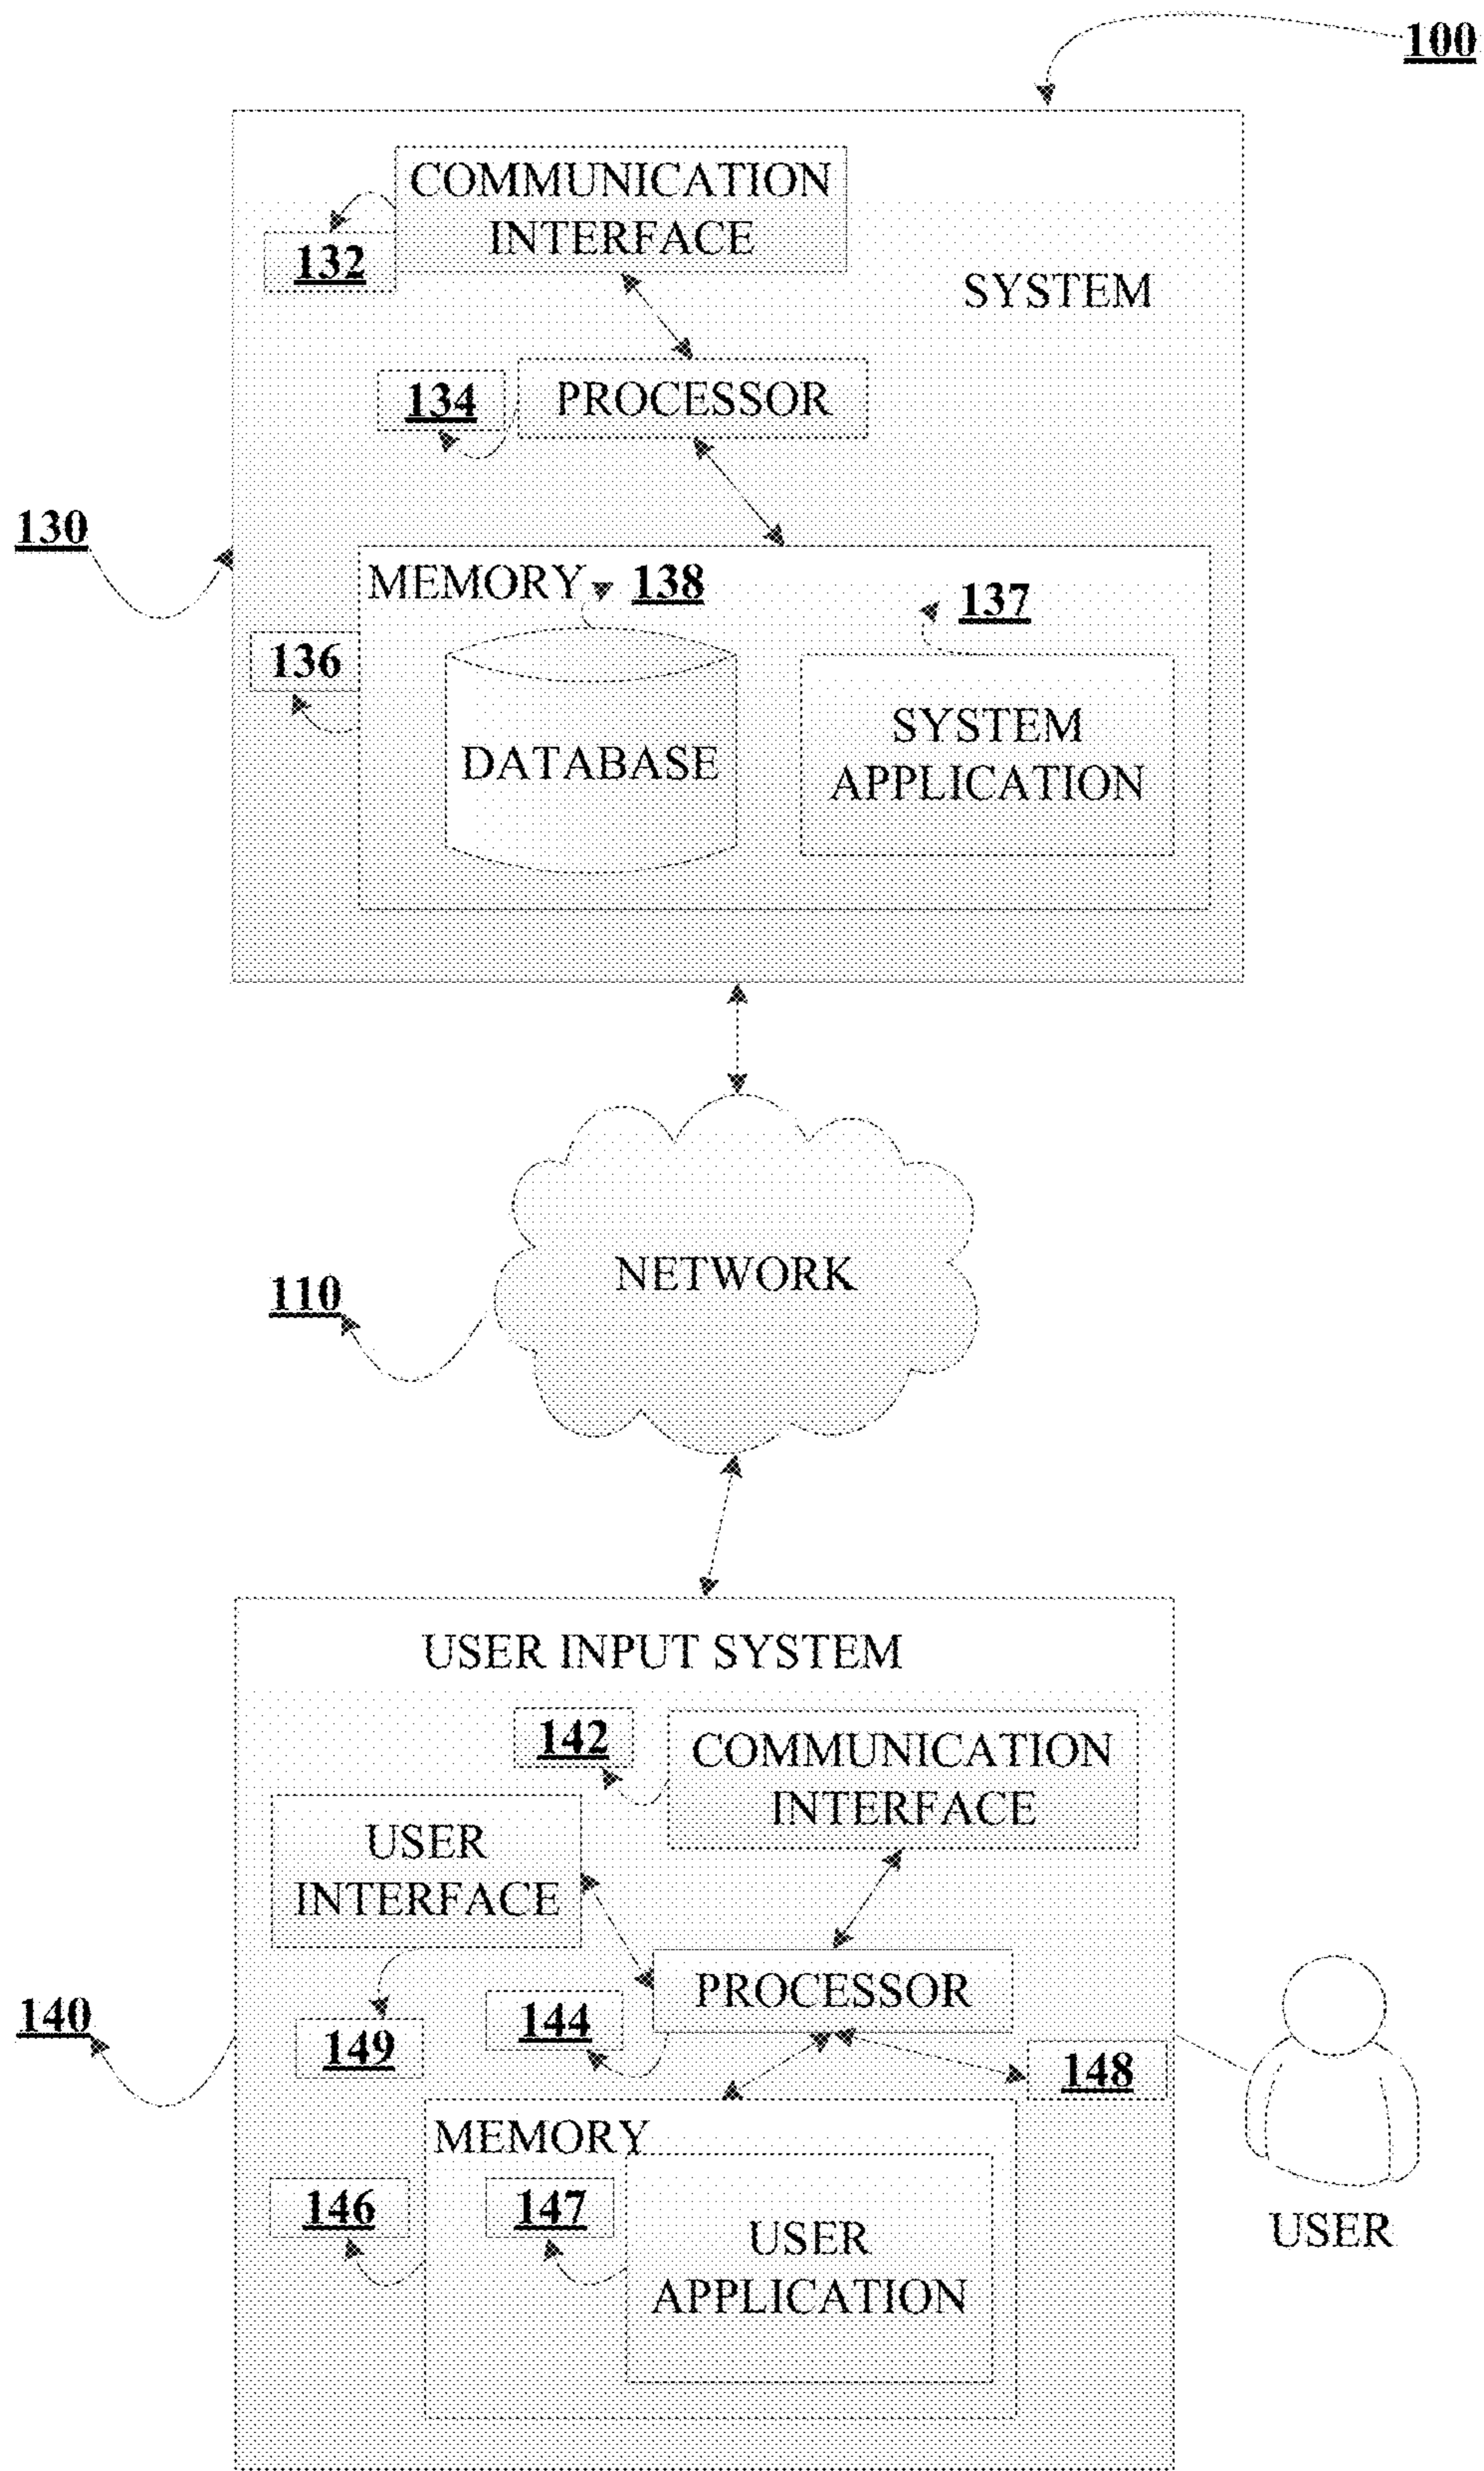 100
COMMUNICATION
INTERFACE
132
SYSTEM
134
PROCESSOR
130
MEMORY
138
137
136
DATABASE
SYSTEM
APPLICATION
NETWORK
110
USER INPUT SYSTEM
142
COMMUNICATION
INTERFACE
USER
INTERFACE
PROCESSOR
140
149
144
148
MEMORY
146
147
USER
APPLICATION
USER